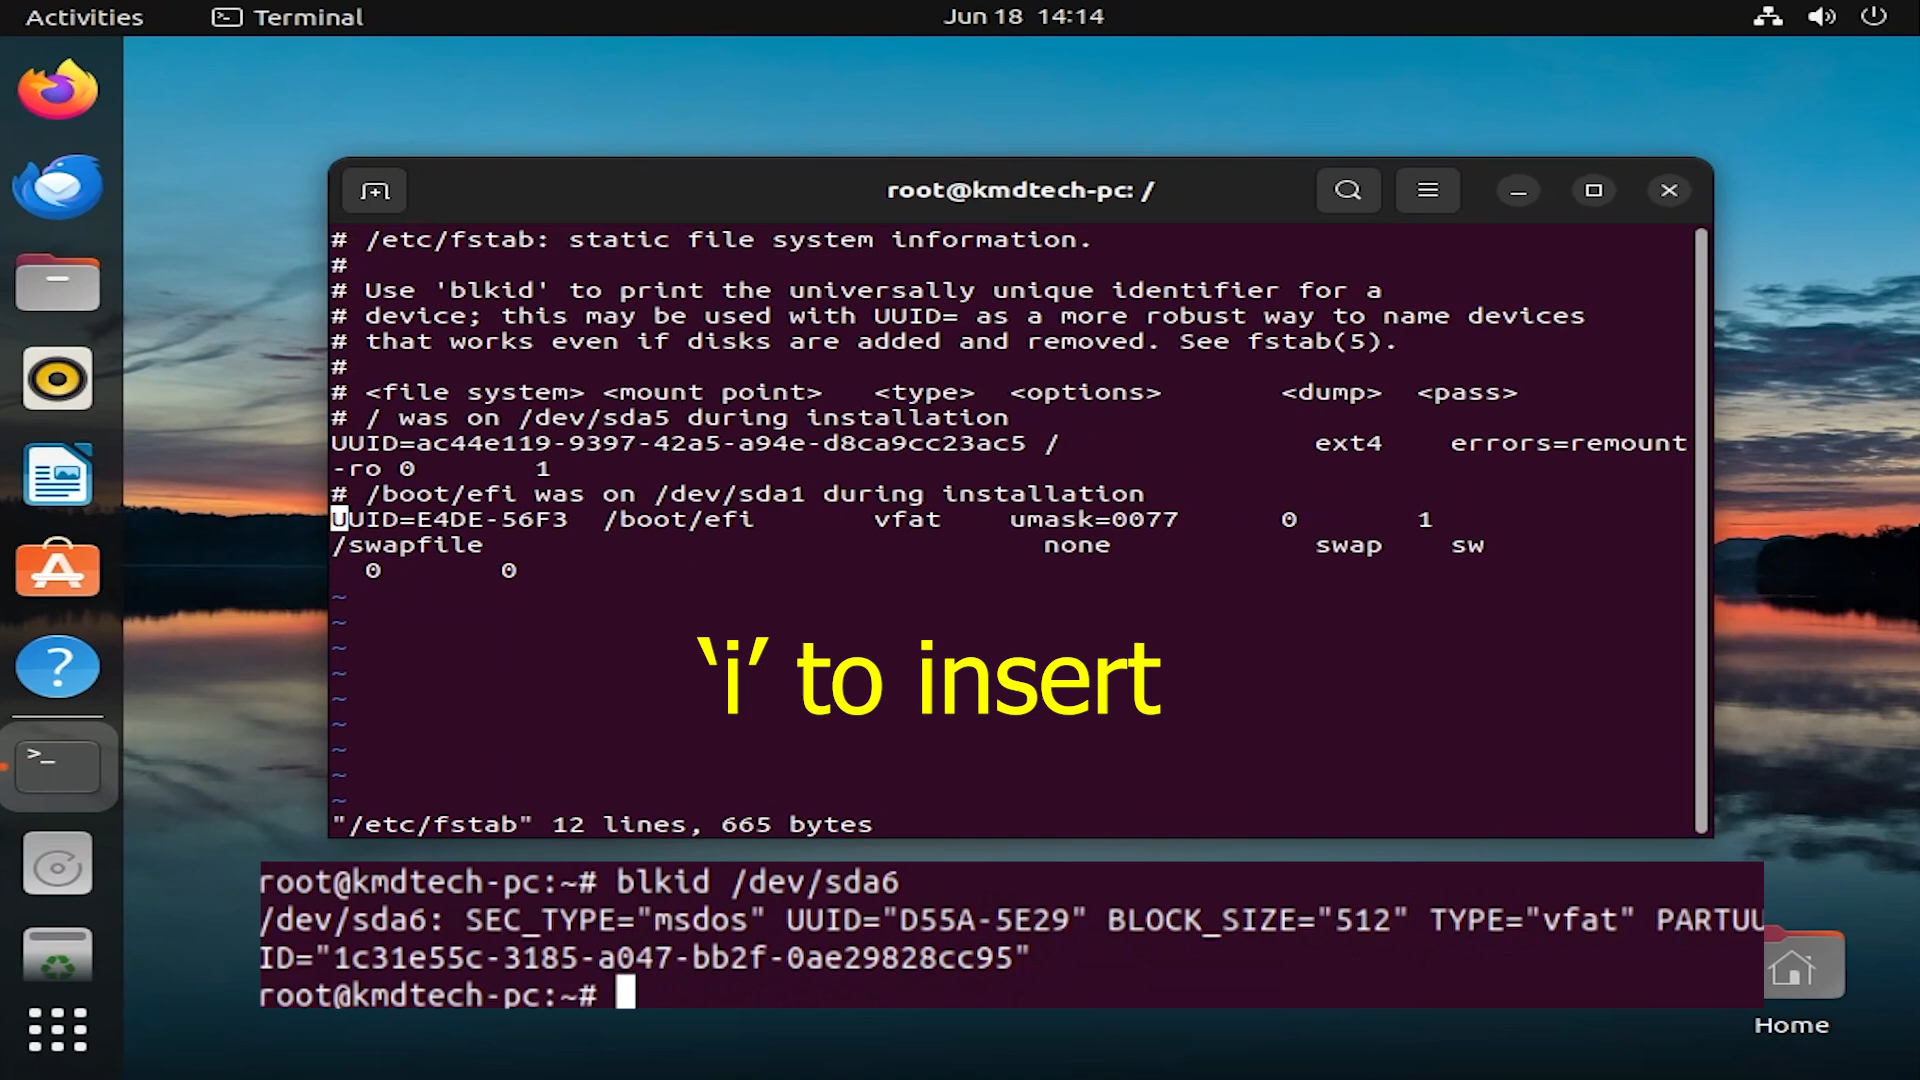 Activities
Terminal
Jun 18 14:14
root@kmdtech-pc: /
# /etc/fstab: static file system information.
#
# Use 'blkid' to print the universally unique identifier for a
# device; this may be used with UUID= as a more robust way to name devices
# that works even if disks are added and removed. See fstab(5).
#
# <file system> <mount point>   <type>  <options>       <dump>  <pass>
# / was on /dev/sda5 during installation
UUID=ac44e119-9397-42a5-a94e-d8ca9cc23ac5 /               ext4    errors=remount
-ro 0       1
# /boot/efi was on /dev/sda1 during installation
UUID=E4DE-56F3  /boot/efi       vfat    umask=0077      0       1
/swapfile                                 none            swap    sw
  0       0
~
~
~
~
~
~
~
~
~
‘i’ to insert
"/etc/fstab" 12 lines, 665 bytes
root@kmdtech-pc:~# blkid /dev/sda6
/dev/sda6: SEC_TYPE="msdos" UUID="D55A-5E29" BLOCK_SIZE="512" TYPE="vfat" PARTUU
ID="1c31e55c-3185-a047-bb2f-0ae29828cc95"
root@kmdtech-pc:~#
Home